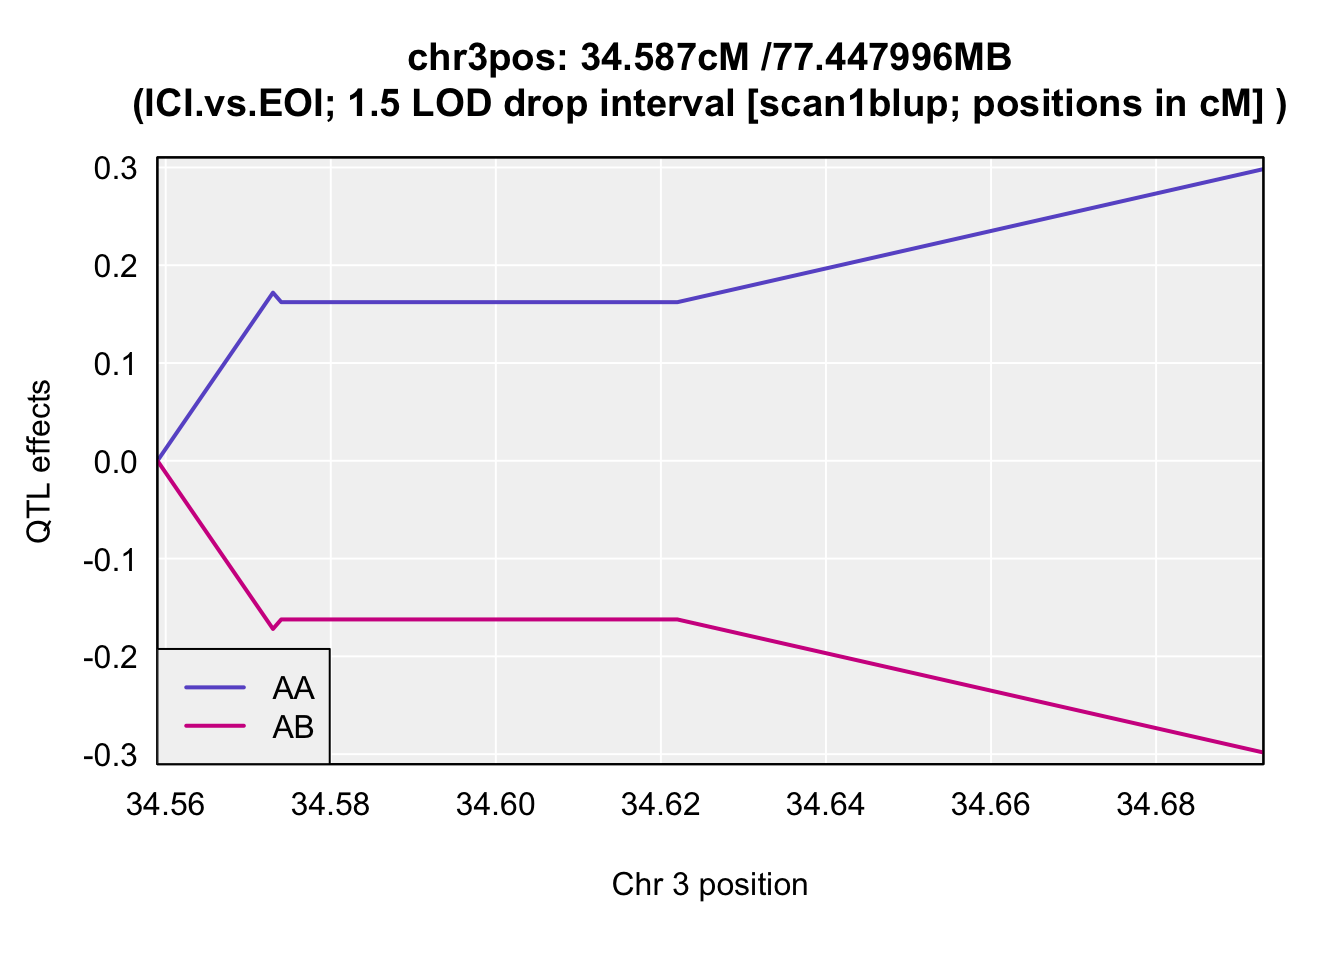 chr3pos: 34.587cM /77.447996MB
(ICI.vs.EOI; 1.5 LOD drop interval [scan1blup; positions in cM] )
QTL effects
0.3
0.2
0.1
0.0
-0.1
-0.2
-0.3
AA
AB
34.56 34.58 34.60 34.62 34.64 34.66 34.68
Chr 3 position